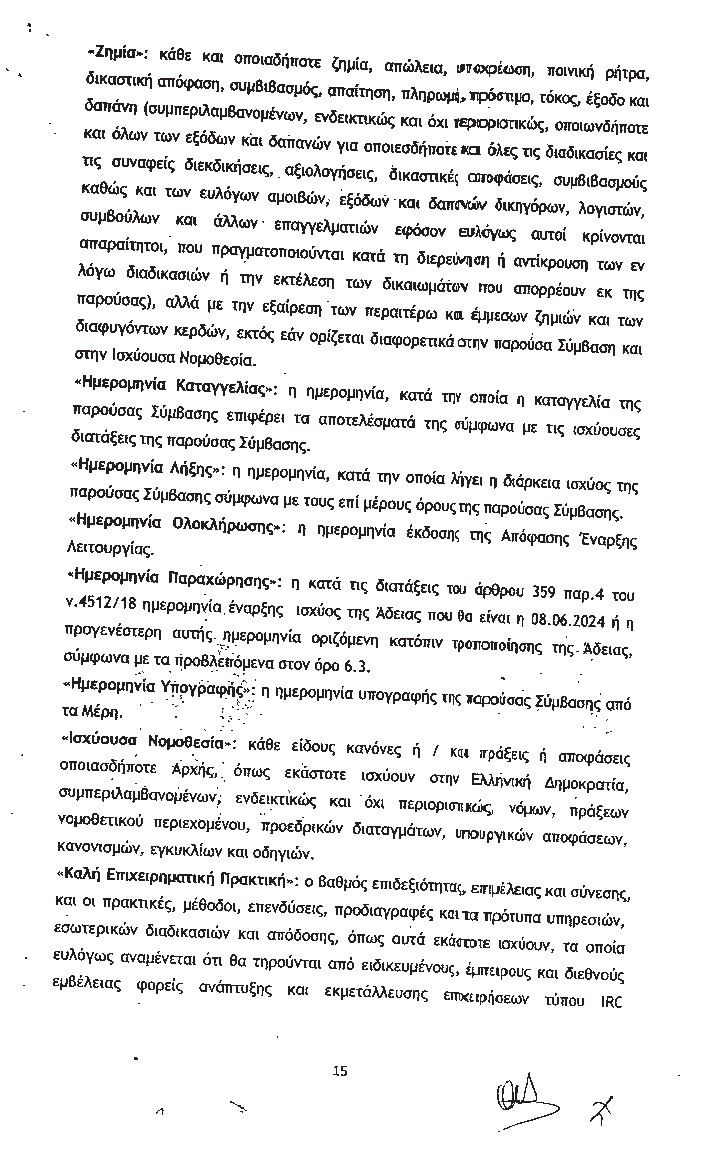 «Ζημία»: κάθε και οποιαδήποτε ζημία, απώλεια, υποχρέωση, ποινική ρήτρα,
δικαστική απόφαση, συμβιβασμός, απαίτηση, πληρωμή, πρόστιμο, τόκος, έξοδο και
δαπάνη (συμπεριλαμβανομένων, ενδεικτικώς και όχι περιοριστικώς, οποιωνδήποτε
και όλων των εξόδων και δαπανών για οποιεσδήποτε και όλες τις διαδικασίες και
τις συναφείς διεκδικήσεις, αξιολογήσεις, δικαστικές αποφάσεις, συμβιβασμούς
καθώς και των ευλόγων αμοιβών, εξόδων και δαπανών δικηγόρων, λογιστών,
συμβούλων και άλλων επαγγελματιών εφόσον ευλόγως αυτοί κρίνονται
απαραίτητοι, που πραγματοποιούνται κατά τη διερεύνηση ή αντίκρουση των εν
λόγω διαδικασιών ή την εκτέλεση των δικαιωμάτων που απορρέουν εκ της
παρούσας), αλλά με την εξαίρεση των περαιτέρω και έμμεσων ζημιών και των
διαφυγόντων κερδών, εκτός εάν ορίζεται διαφορετικά στην παρούσα Σύμβαση και
στην Ισχύουσα Νομοθεσία.
«Ημερομηνία Καταγγελίας»: η ημερομηνία, κατά την οποία η καταγγελία της
παρούσας Σύμβασης επιφέρει τα αποτελέσματά της σύμφωνα με τις ισχύουσες
διατάξεις της παρούσας Σύμβασης.
«Ημερομηνία Λήξης»: η ημερομηνία, κατά την οποία λήγει η διάρκεια ισχύος της
παρούσας Σύμβασης σύμφωνα με τους επί μέρους όρους της παρούσας Σύμβασης.
«Ημερομηνία Ολοκλήρωσης»: η ημερομηνία έκδοσης της Απόφασης Έναρξης
Λειτουργίας.
«Ημερομηνία Παραχώρησης»: η κατά τις διατάξεις του άρθρου 359 παρ.4 του
ν.4512/18 ημερομηνία έναρξης ισχύος της Άδειας που θα είναι η 08.06.2024 ή η
προγενέστερη αυτής ημερομηνία οριζόμενη κατόπιν τροποποίησης της Άδειας,
σύμφωνα με τα προβλεπόμενα στον όρο 6.3.
«Ημερομηνία Υπογραφής»: η ημερομηνία υπογραφής της παρούσας Σύμβασης από
τα Μέρη.
«Ισχύουσα Νομοθεσία»: κάθε είδους κανόνες ή / και πράξεις ή αποφάσεις
οποιασδήποτε Αρχής, όπως εκάστοτε ισχύουν στην Ελληνική Δημοκρατία,
συμπεριλαμβανομένων, ενδεικτικώς και όχι περιοριστικώς, νόμων, πράξεων
νομοθετικού περιεχομένου, προεδρικών διαταγμάτων, υπουργικών αποφάσεων,
κανονισμών, εγκυκλίων και οδηγιών.
«Καλή Επιχειρηματική Πρακτική»: ο βαθμός επιδεξιότητας, επιμέλειας και σύνεσης,
και οι πρακτικές, μέθοδοι, επενδύσεις, προδιαγραφές και τα πρότυπα υπηρεσιών,
εσωτερικών διαδικασιών και απόδοσης, όπως αυτά εκάστοτε ισχύουν, τα οποία
ευλόγως αναμένεται ότι θα τηρούνται από ειδικευμένους, έμπειρους και διεθνούς
εμβέλειας φορείς ανάπτυξης και εκμετάλλευσης επιχειρήσεων τύπου IRC
15